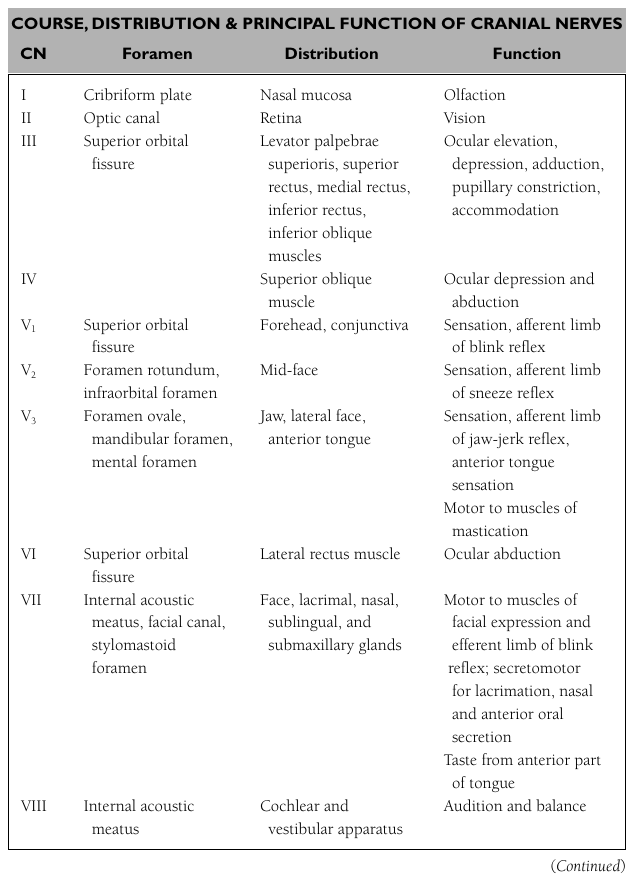 COURSE, DISTRIBUTION & PRINCIPAL FUNCTION OF CRANIAL NERVES
CN Foramen Distribution Function
I Cribriform plate Nasal mucosa Olfaction
II Optic canal Retina Vision
III Superior orbital Levator palpebrae Ocular elevation,
fissure superioris, superior depression, adduction,
rectus, medial rectus, pupillary constriction,
inferior rectus, accommodation
inferior oblique
muscles
IV Superior oblique Ocular depression and
muscle abduction
V₁ Superior orbital Forehead, conjunctiva Sensation, afferent limb
fissure of blink reflex
V₂ Foramen rotundum, Mid-face Sensation, afferent limb
infraorbital foramen of sneeze reflex
V₃ Foramen ovale, Jaw, lateral face, Sensation, afferent limb
mandibular foramen, anterior tongue of jaw-jerk reflex,
mental foramen anterior tongue
sensation
Motor to muscles of
mastication
VI Superior orbital Lateral rectus muscle Ocular abduction
fissure
VII Internal acoustic Face, lacrimal, nasal, Motor to muscles of
meatus, facial canal, sublingual, and facial expression and
stylomastoid submaxillary glands efferent limb of blink
foramen reflex; secretomotor
for lacrimation, nasal
and anterior oral
secretion
Taste from anterior part
of tongue
VIII Internal acoustic Cochlear and Audition and balance
meatus vestibular apparatus
(Continued)